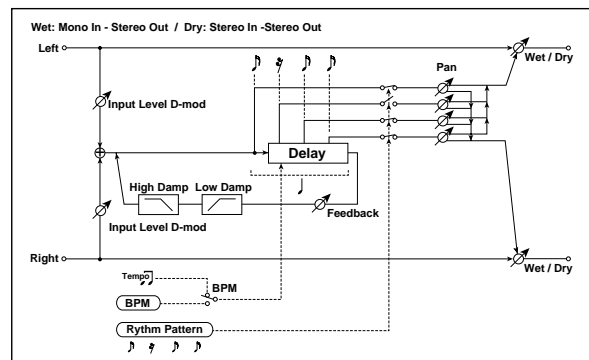 Wet: Mono In - Stereo Out / Dry: Stereo In -Stereo Out
Left
Wet / Dry
Pan
Input Level D-mod
Delay
High Damp
Low Damp
Feedback
Input Level D-mod
Right
Wet / Dry
Tempo
BPM
BPM
Rythm Pattern